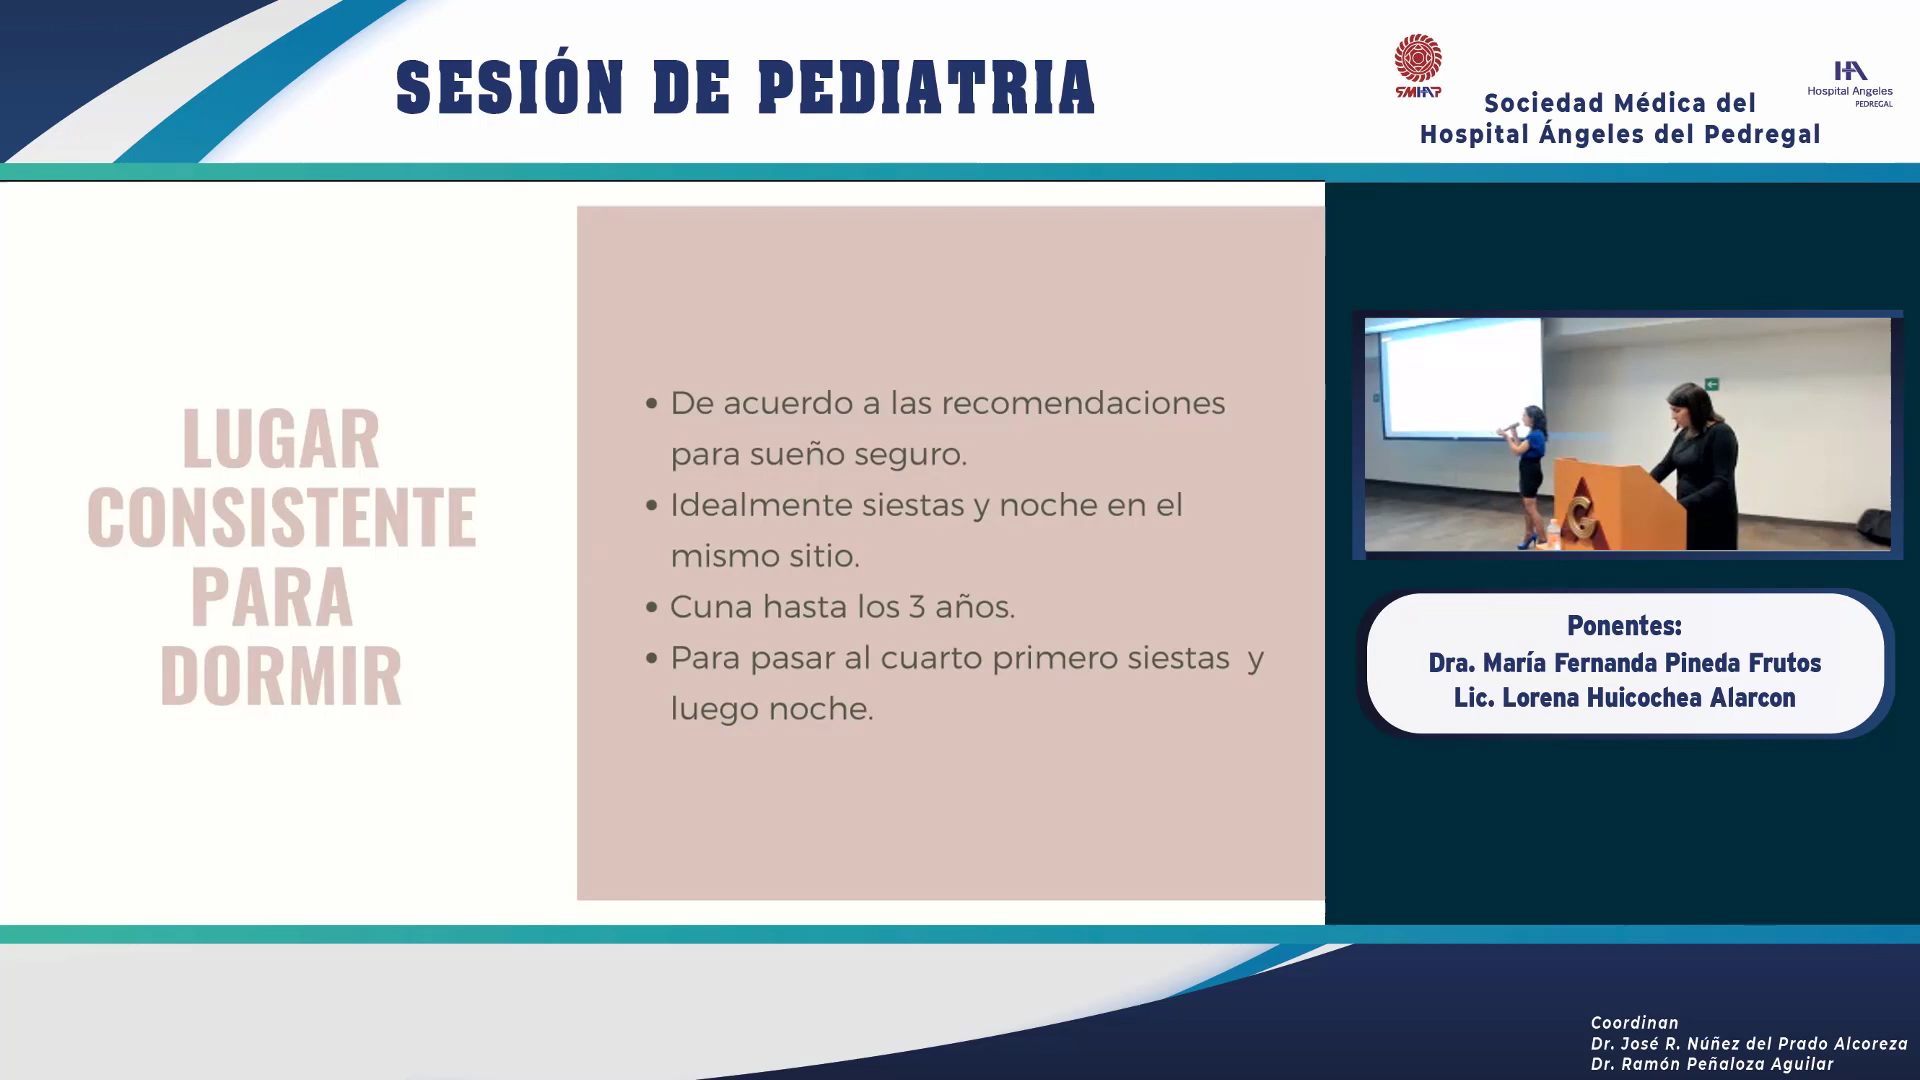 SESIÓN DE PEDIATRIA
SMHAP
Sociedad Médica del
Hospital Ángeles del Pedregal
HA
Hospital Angeles
PEDREGAL
LUGAR
CONSISTENTE
PARA
DORMIR
• De acuerdo a las recomendaciones
para sueño seguro.
• Idealmente siestas y noche en el
mismo sitio.
• Cuna hasta los 3 años.
• Para pasar al cuarto primero siestas y
luego noche.
Ponentes:
Dra. María Fernanda Pineda Frutos
Lic. Lorena Huicochea Alarcon
Coordinan
Dr. José R. Núñez del Prado Alcoreza
Dr. Ramón Peñaloza Aguilar